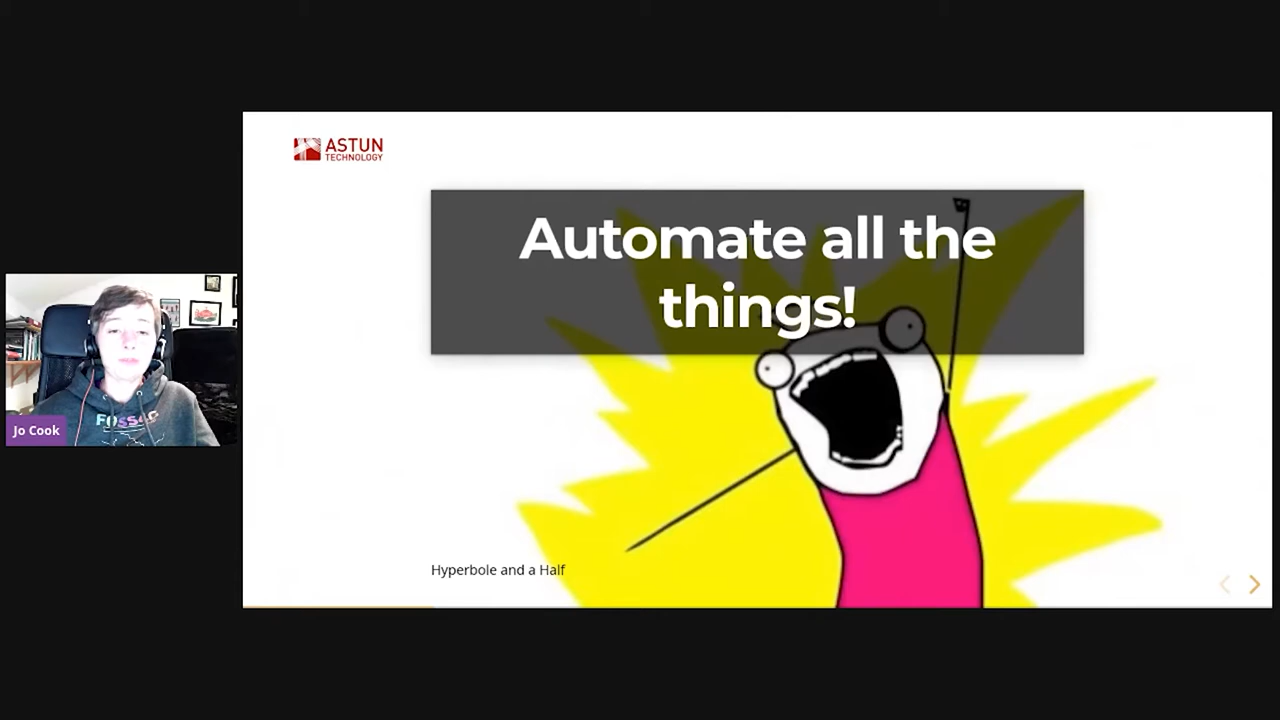 ASTUN
TECHNOLOGY
Automate all the
things!
Jo Cook
Hyperbole and a Half